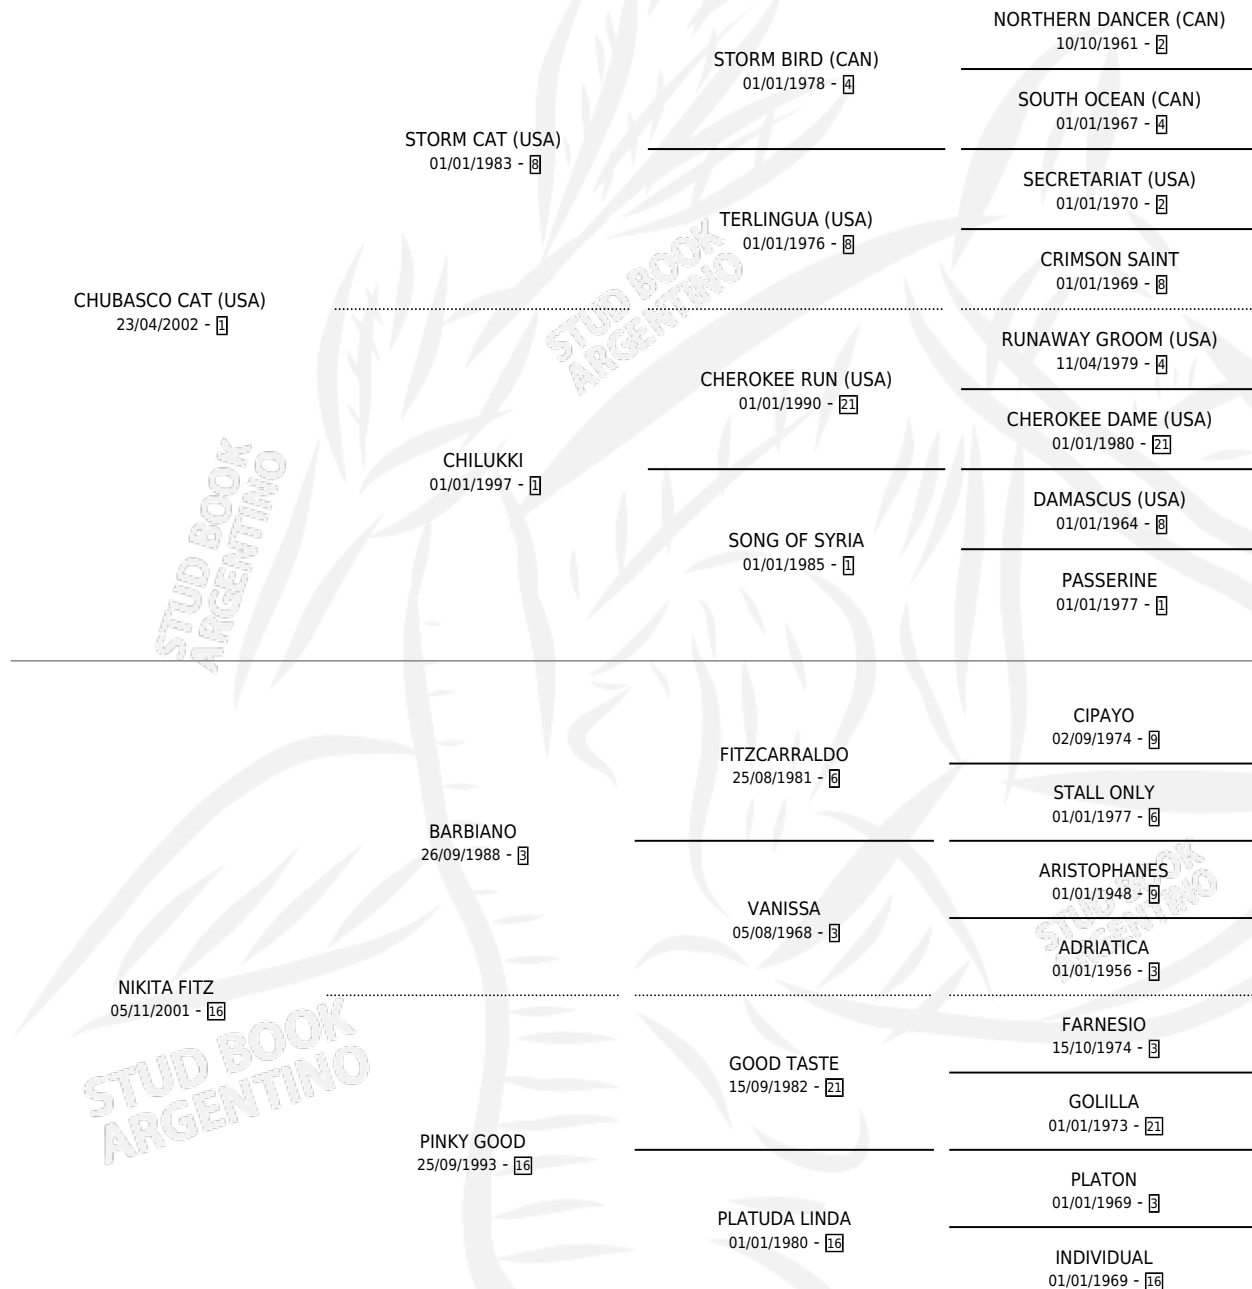 NORTHERN DANCER (CAN)
10/10/1961 - 2
STORM BIRD (CAN)
01/01/1978 - 4
SOUTH OCEAN (CAN)
01/01/1967 - 4
STORM CAT (USA)
01/01/1983 - 8
SECRETARIAT (USA)
01/01/1970 - 2
TERLINGUA (USA)
01/01/1976 - 8
CRIMSON SAINT
01/01/1969 - 8
CHUBASCO CAT (USA)
23/04/2002 - 1
RUNAWAY GROOM (USA)
11/04/1979 - 4
CHEROKEE RUN (USA)
01/01/1990 - 21
CHEROKEE DAME (USA)
01/01/1980 - 21
CHILUKKI
01/01/1997 - 1
DAMASCUS (USA)
01/01/1964 - 8
SONG OF SYRIA
01/01/1985 - 1
PASSERINE
01/01/1977 - 1
CIPAYO
02/09/1974 - 9
FITZCARRALDO
25/08/1981 - 6
STALL ONLY
01/01/1977 - 6
BARBIANO
26/09/1988 - 3
ARISTOPHANES
01/01/1948 - 9
VANISSA
05/08/1968 - 3
ADRIATICA
01/01/1956 - 3
NIKITA FITZ
05/11/2001 - 16
FARNESIO
15/10/1974 - 3
GOOD TASTE
15/09/1982 - 21
GOLILLA
01/01/1973 - 21
PINKY GOOD
25/09/1993 - 16
PLATON
01/01/1969 - 3
PLATUDA LINDA
01/01/1980 - 16
INDIVIDUAL
01/01/1969 - 16
STUD BOOK
ARGENTINO
STUD BOOK
ARGENTINO
STUD BOOK
ARGENTINO
STUD BOOK
ARGENTINO